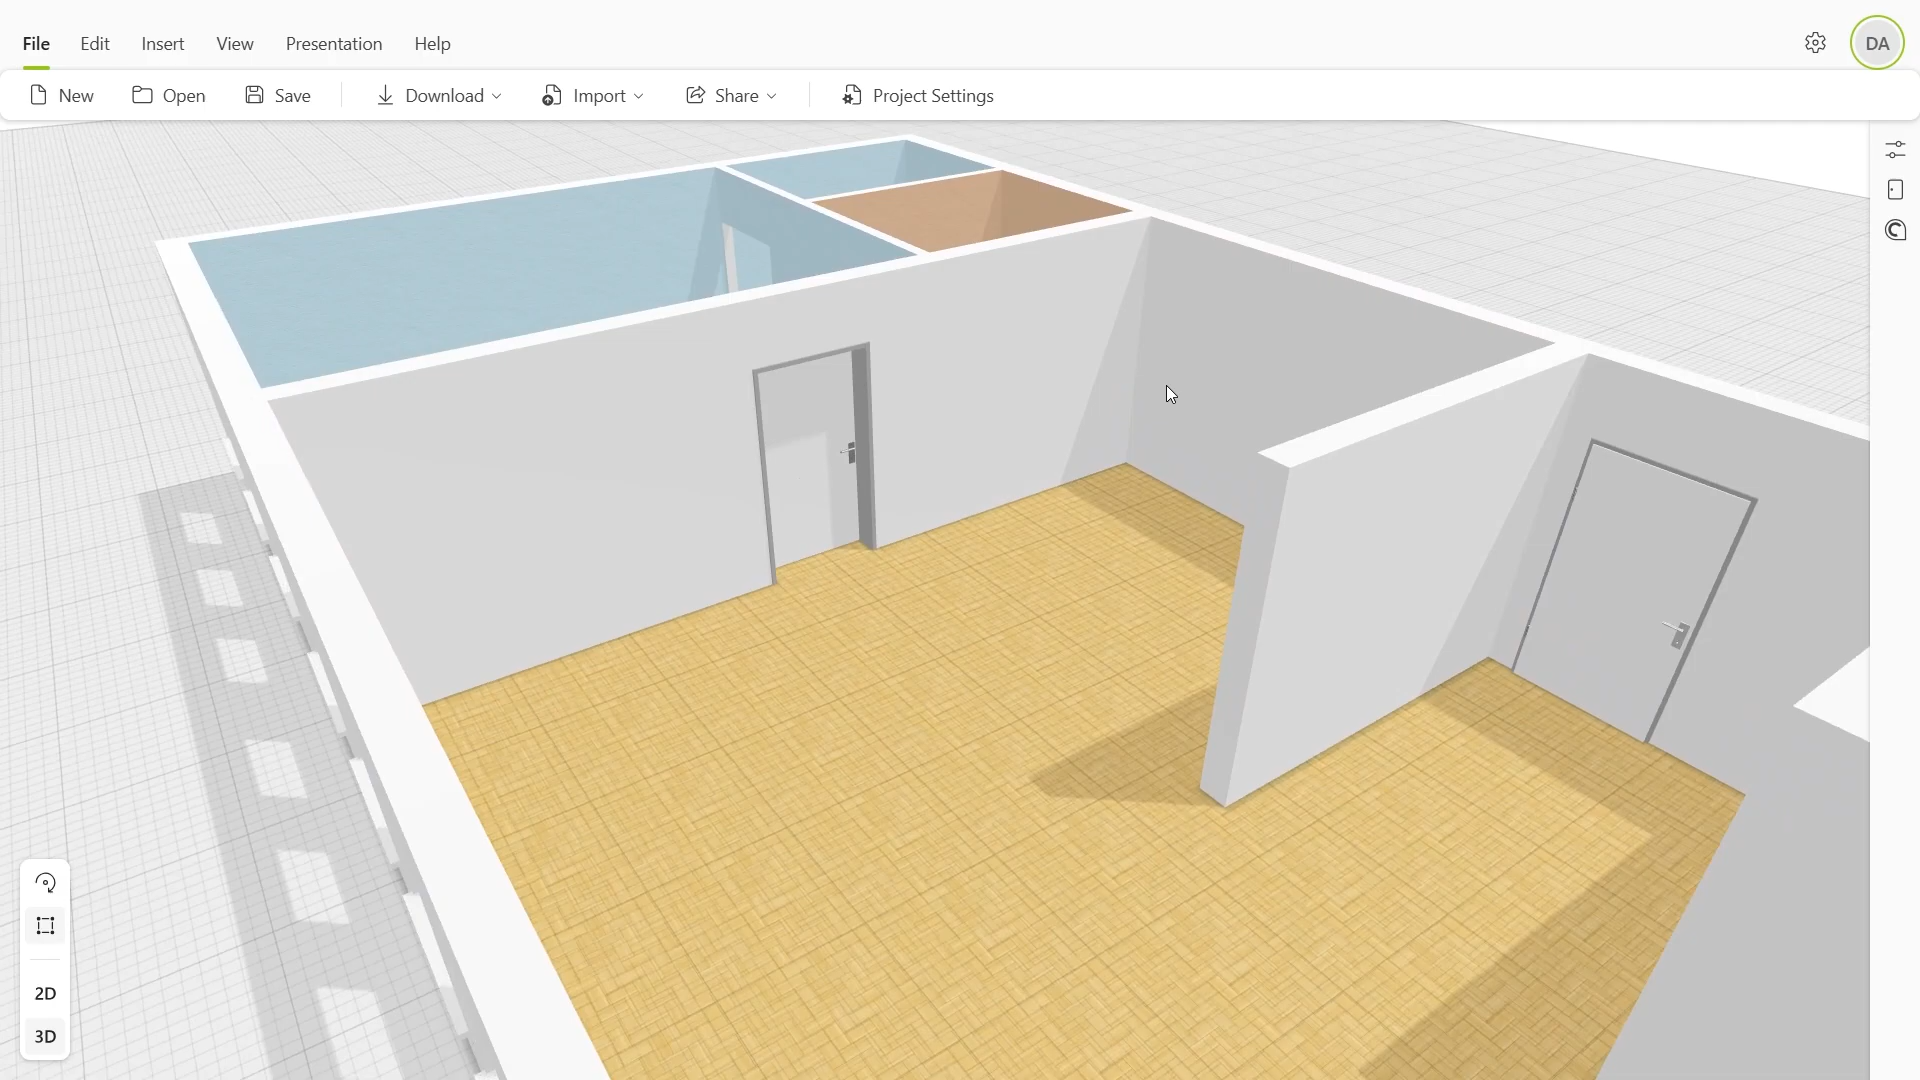 File Edit Insert View Presentation Help DA
New Open Save Download Import Share Project Settings
2D
3D